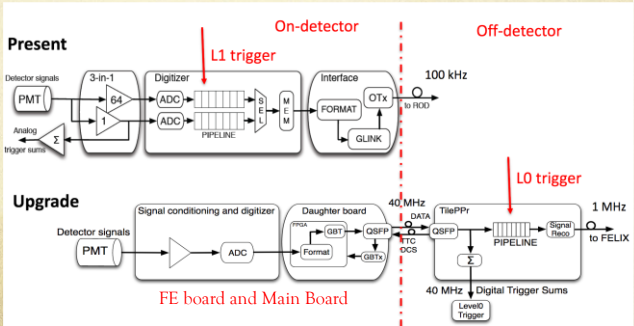 On-detector
Off-detector
Present
L1 trigger
Detector signals
3-in-1
Digitizer
Interface
100 kHz
PMT
64
ADC
S E L
M E M
FORMAT
OTx
to ROD
1
ADC
PIPELINE
GLINK
Analog
trigger sums
Σ
L0 trigger
Upgrade
40 MHz
1 MHz
Signal conditioning and digitizer
Daughter board
DATA
TilePPr
Detector signals
FPGA
GBT
QSFP
QSFP
Signal
Reco
PMT
ADC
Format
GBTx
TTC
DCS
PIPELINE
to FELIX
Σ
FE board and Main Board
40 MHz
Digital Trigger Sums
Level0
Trigger